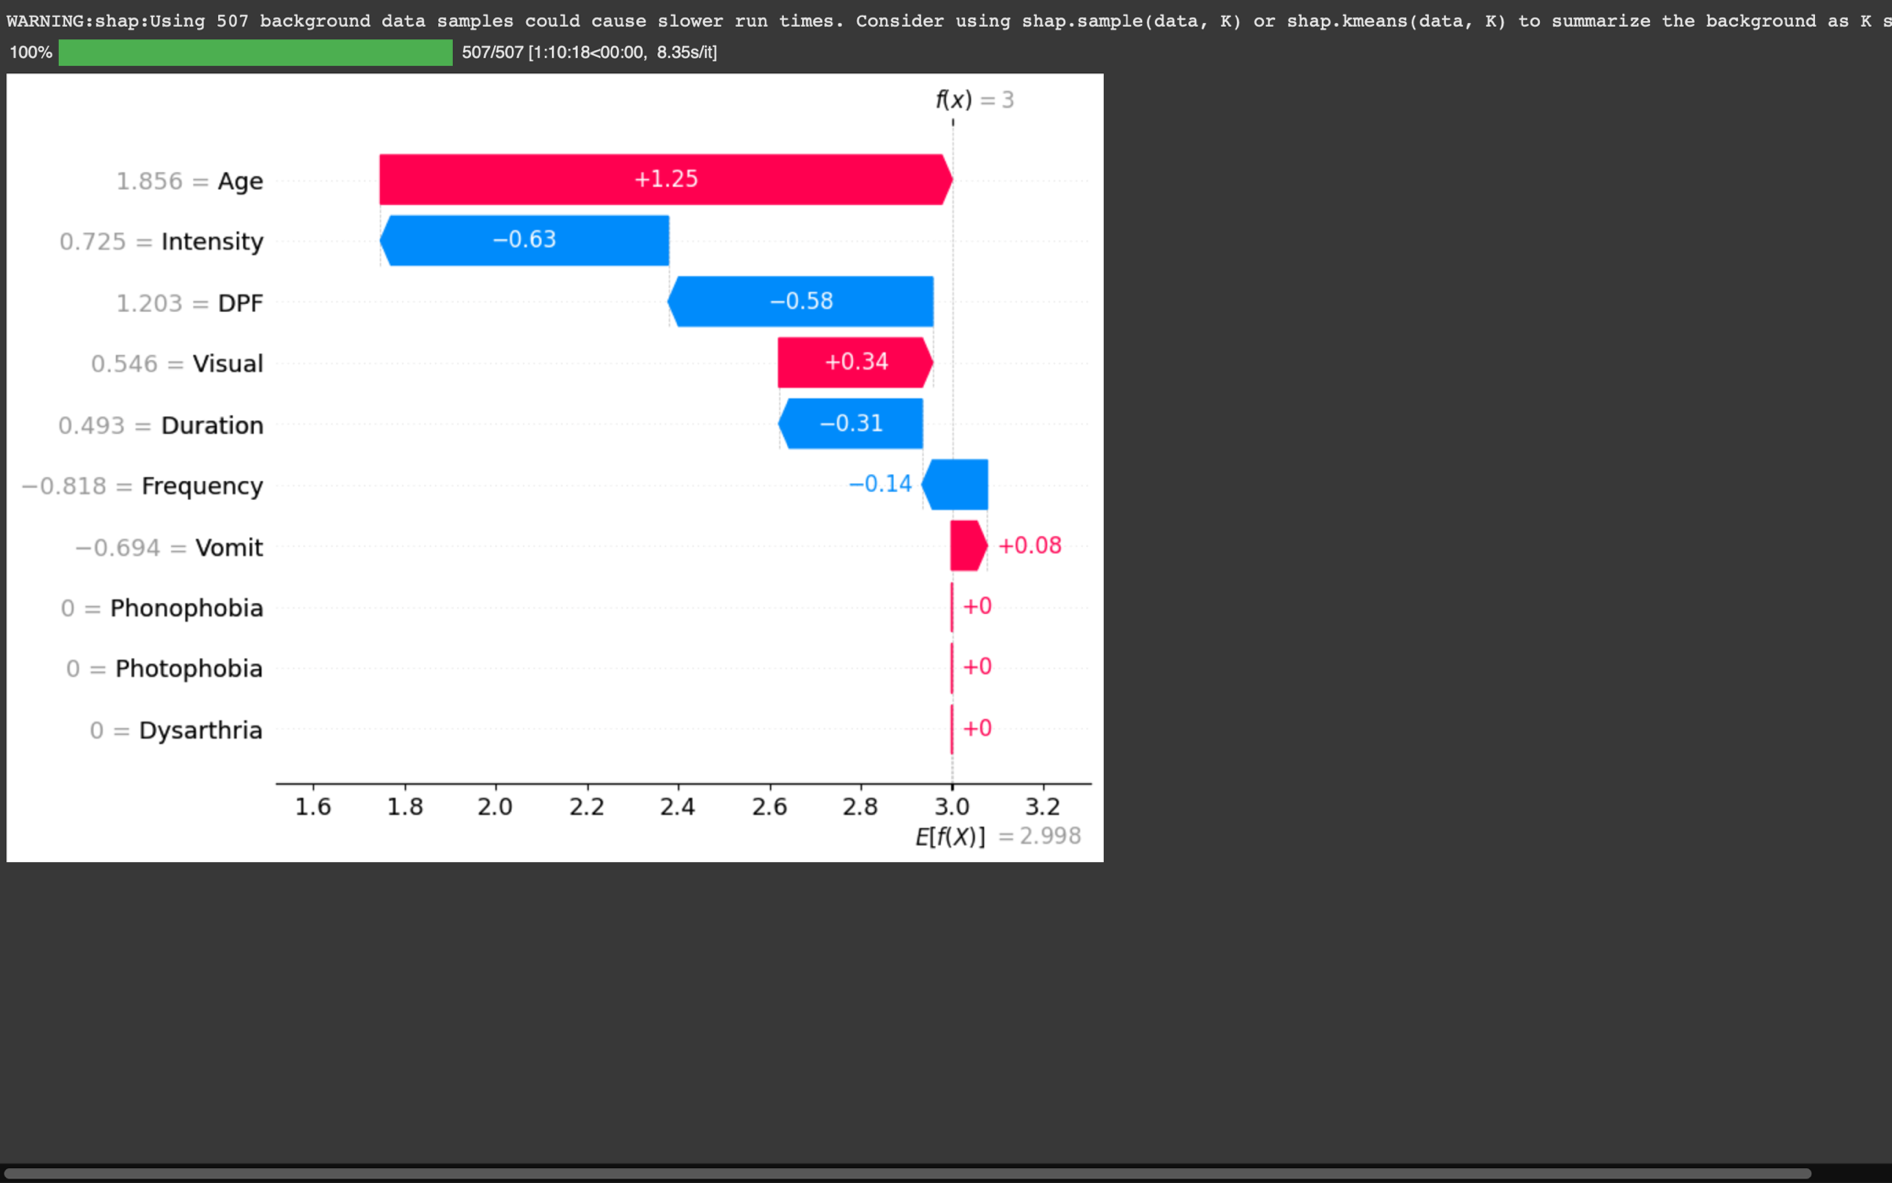 WARNING:shap:Using 507 background data samples could cause slower run times. Consider using shap.sample(data, K) or shap.kmeans(data, K) to summarize the background as K s
100% 507/507 [1:10:18<00:00, 8.35s/it]
f(x) = 3
1.856 = Age +1.25
0.725 = Intensity −0.63
1.203 = DPF −0.58
0.546 = Visual +0.34
0.493 = Duration −0.31
−0.818 = Frequency −0.14
−0.694 = Vomit +0.08
0 = Phonophobia +0
0 = Photophobia +0
0 = Dysarthria +0
1.6 1.8 2.0 2.2 2.4 2.6 2.8 3.0 3.2
E[f(X)] = 2.998